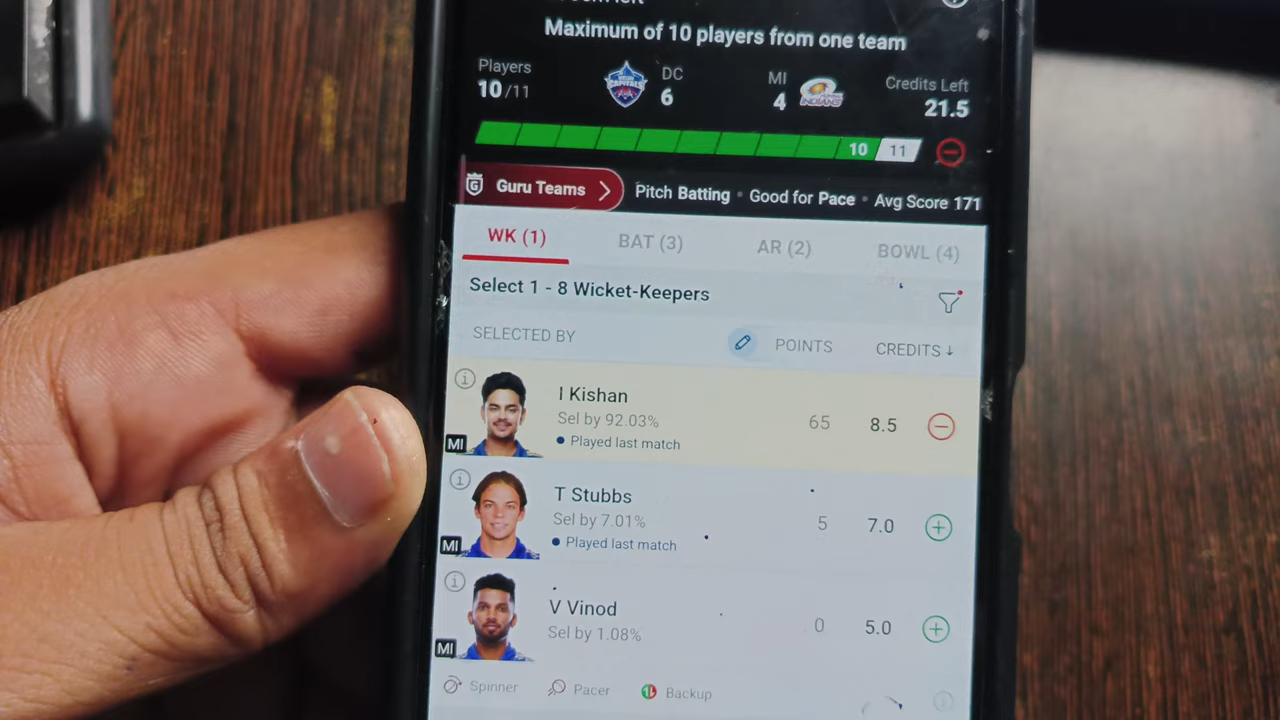 Maximum of 10 players from one team
Players
10/11
DC
6
MI
4
Credits Left
21.5
10
11
Guru Teams
Pitch Batting • Good for Pace • Avg Score 171
WK (1)
BAT (3)
AR (2)
BOWL (4)
Select 1 - 8 Wicket-Keepers
SELECTED BY
POINTS
CREDITS ↓
I Kishan
Sel by 92.03%
65
8.5
MI
Played last match
T Stubbs
Sel by 7.01%
5
7.0
MI
Played last match
V Vinod
Sel by 1.08%
0
5.0
MI
Spinner
Pacer
Backup